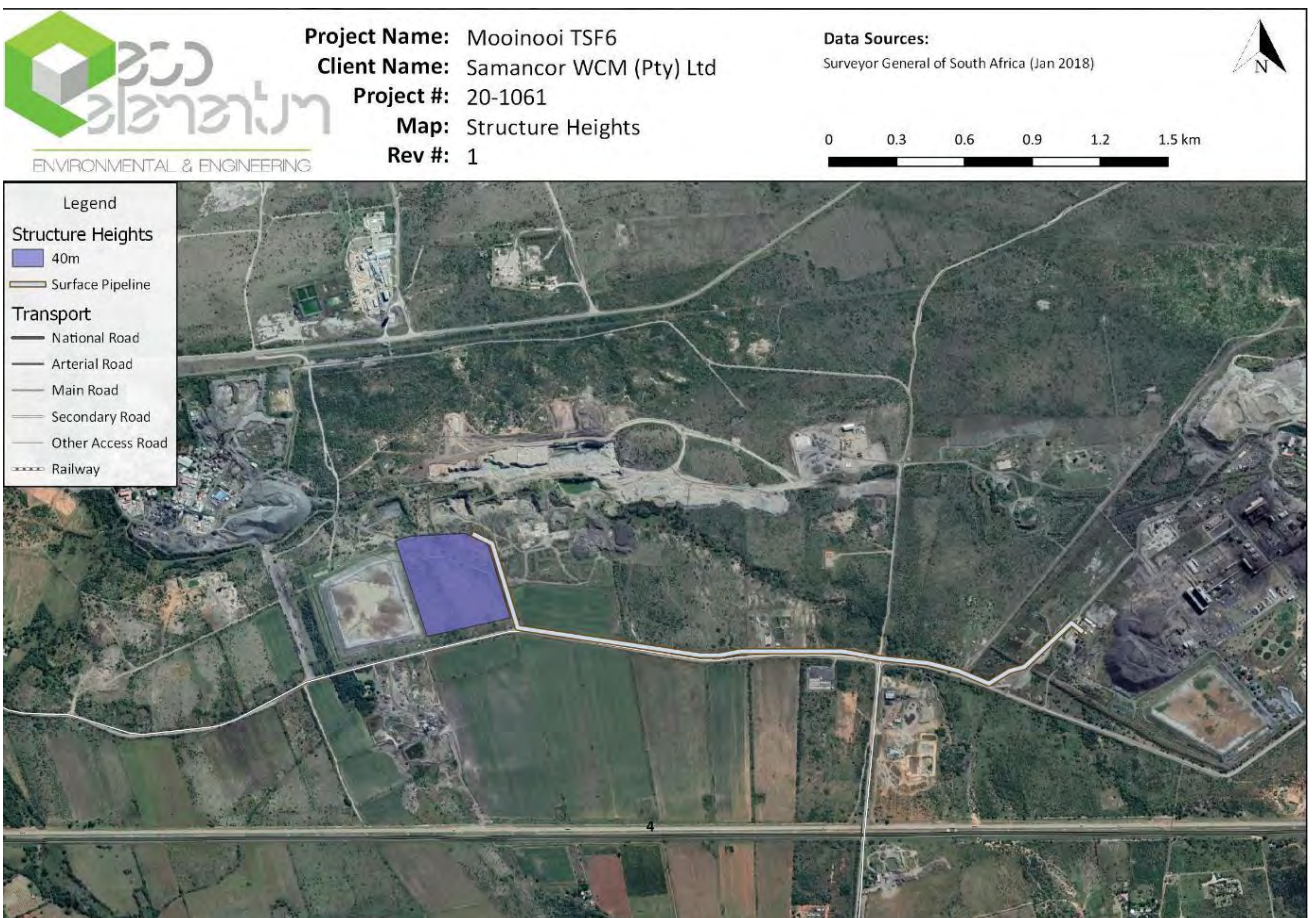 eco
elementum
ENVIRONMENTAL & ENGINEERING
Project Name: Mooinooi TSF6
Client Name: Samancor WCM (Pty) Ltd
Project #: 20-1061
Map: Structure Heights
Rev #: 1
Data Sources:
Surveyor General of South Africa (Jan 2018)
N
0 0.3 0.6 0.9 1.2 1.5 km
Legend
Structure Heights
40m
Surface Pipeline
Transport
National Road
Arterial Road
Main Road
Secondary Road
Other Access Road
Railway
4